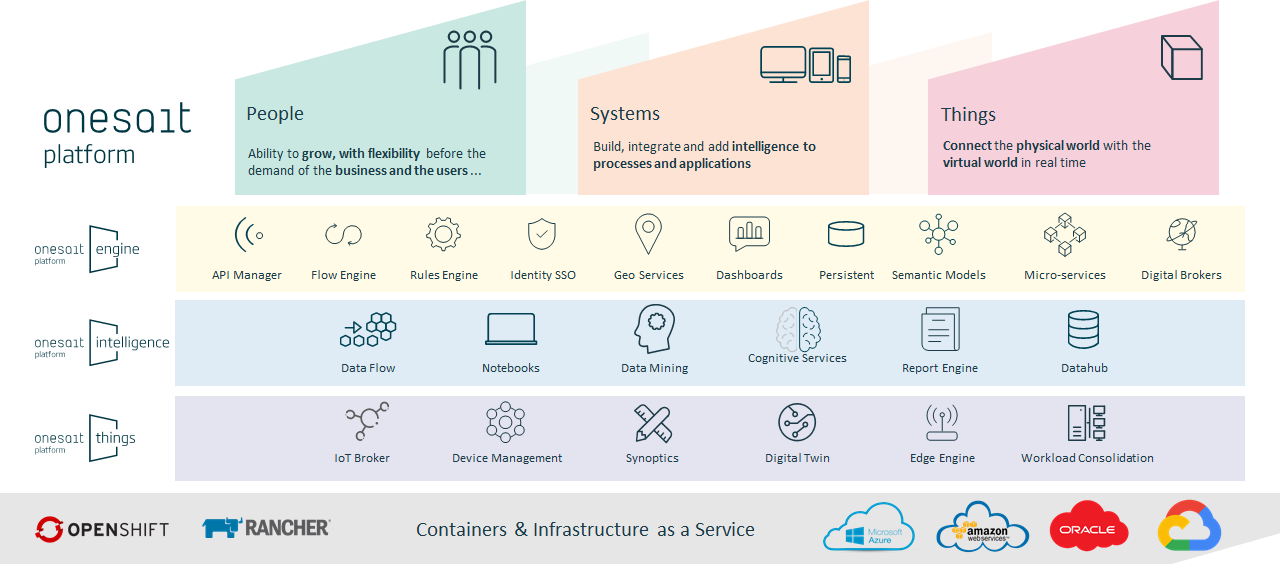 onesait
platform
People
Ability to grow, with flexibility before the
demand of the business and the users ...
Systems
Build, integrate and add intelligence to
processes and applications
Things
Connect the physical world with the
virtual world in real time
onesait engine
platform
API Manager
Flow Engine
Rules Engine
Identity SSO
Geo Services
Dashboards
Persistent
Semantic Models
Micro-services
Digital Brokers
onesait intelligence
platform
Data Flow
Notebooks
Data Mining
Cognitive Services
Report Engine
Datahub
onesait things
platform
IoT Broker
Device Management
Synoptics
Digital Twin
Edge Engine
Workload Consolidation
OPENSHIFT
RANCHER
Containers & Infrastructure as a Service
Microsoft
Azure
amazon
webservices
ORACLE